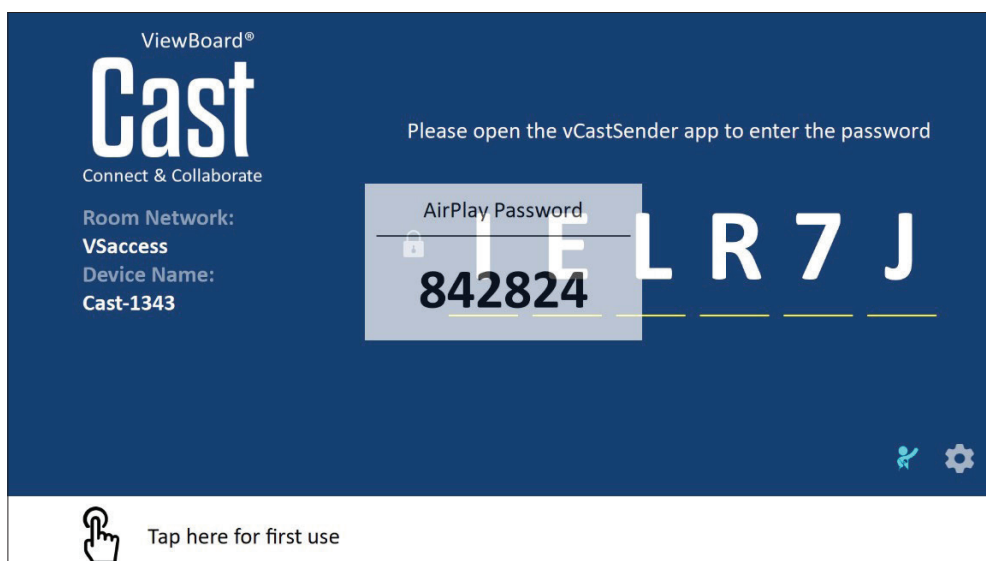 ViewBoard®
Cast
Connect & Collaborate
Room Network:
VSaccess
Device Name:
Cast-1343
Please open the vCastSender app to enter the password
AirPlay Password
842824
I E L R 7 J
Tap here for first use